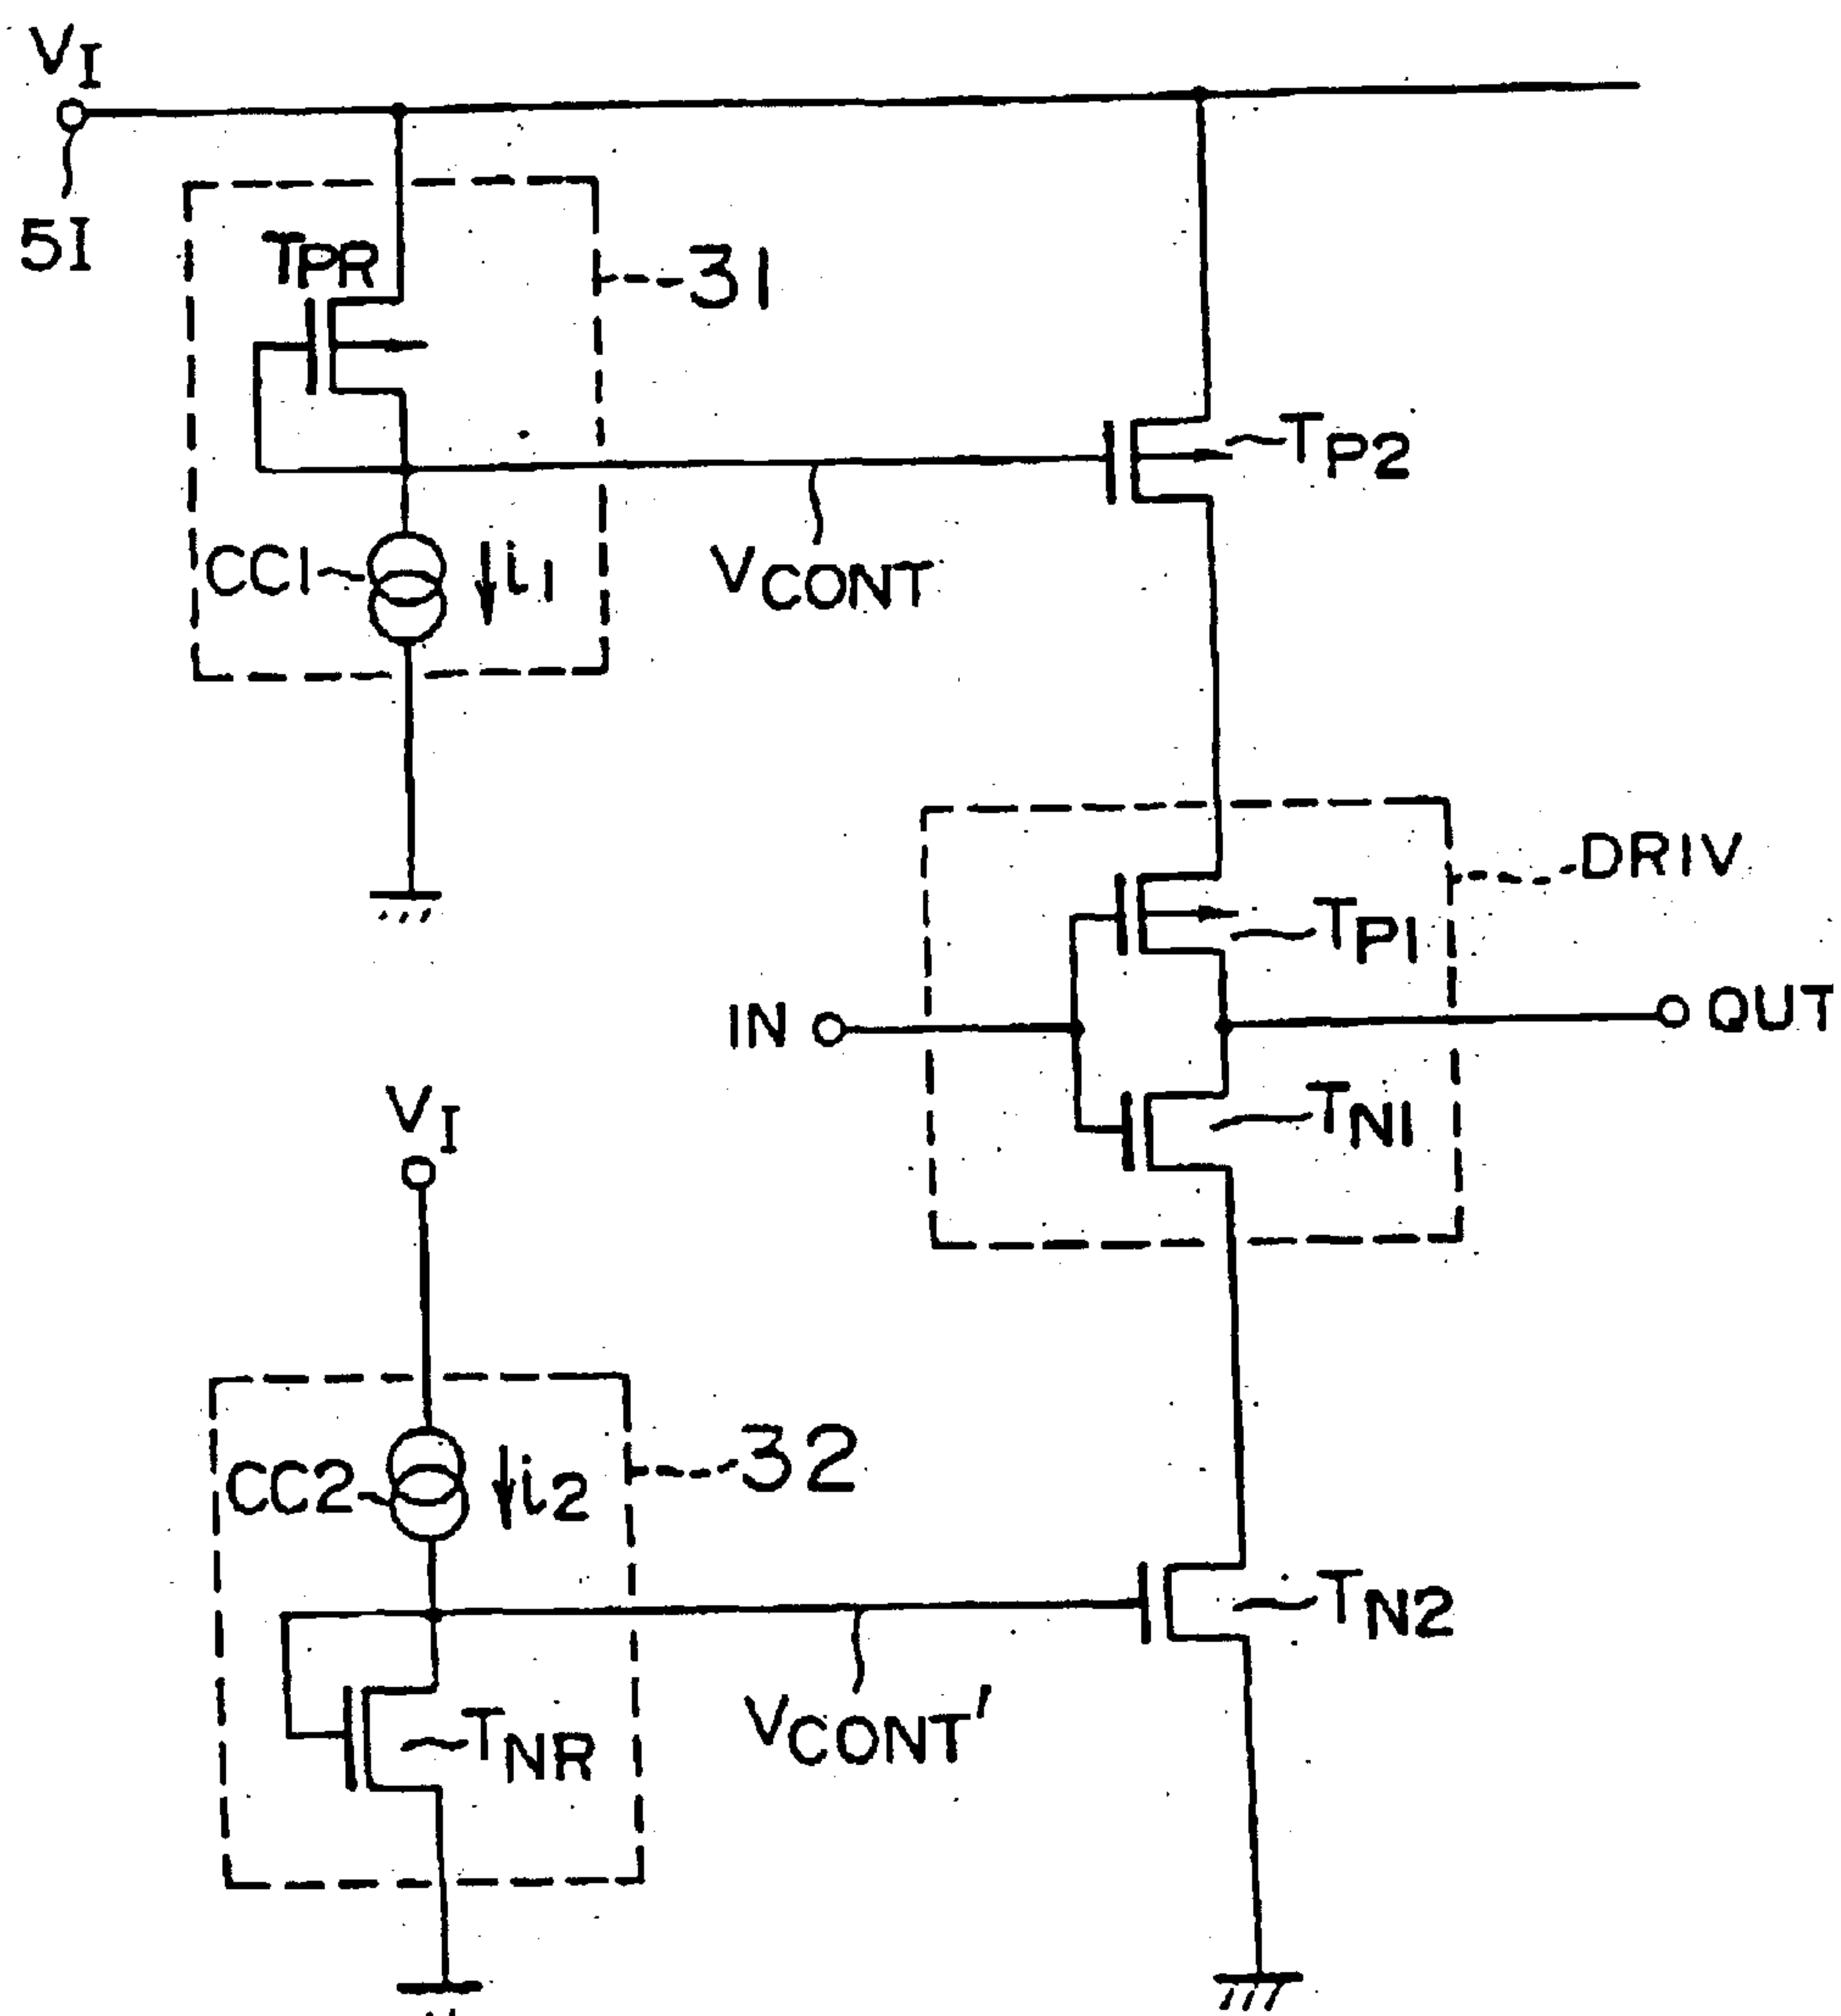 VI
5I
TPR
31
TP2
CC1
i1
VCONT
DRIV
TP1
IN
OUT
TN1
VI
32
CC2
i2
TN2
TNR
VCONT'